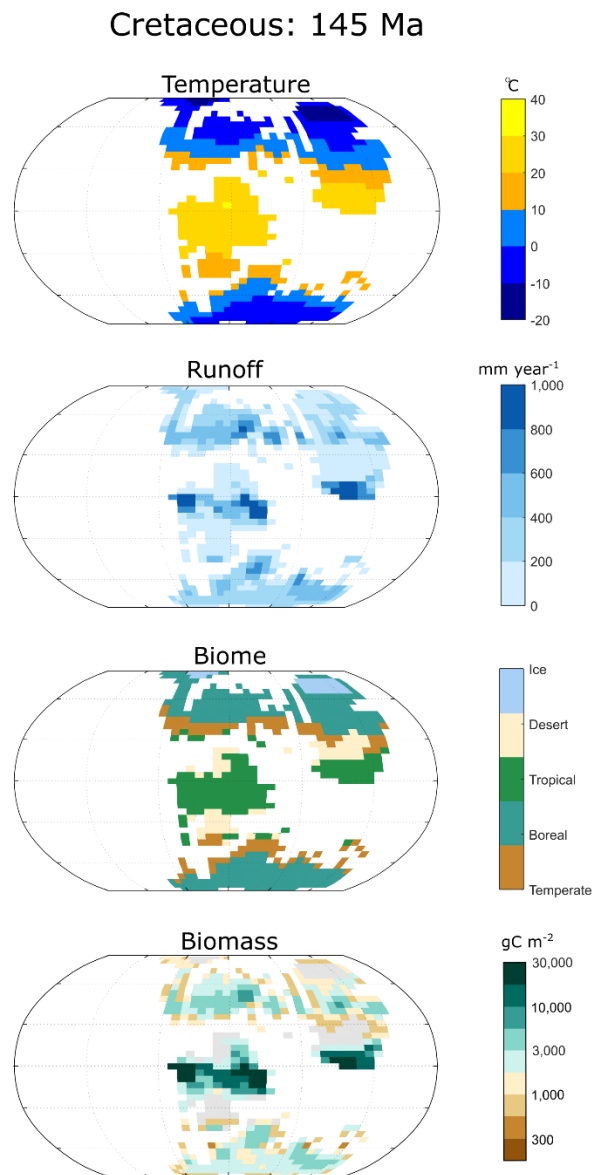 Cretaceous: 145 Ma
Temperature
°C
40
30
20
10
0
-10
-20
Runoff
mm year-1
1,000
800
600
400
200
0
Biome
Ice
Desert
Tropical
Boreal
Temperate
Biomass
gC m-2
30,000
10,000
3,000
1,000
300